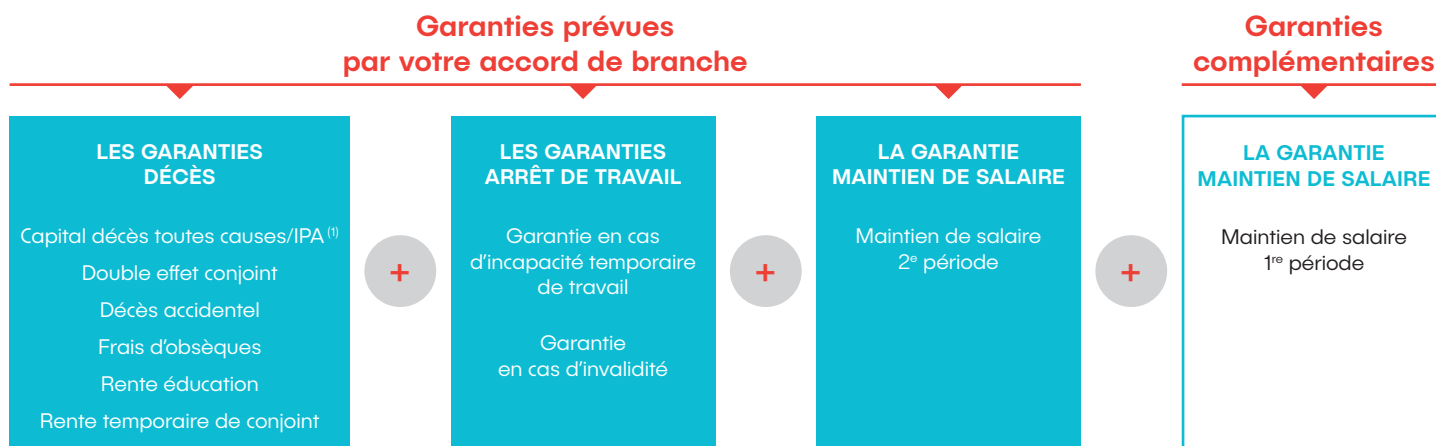 Garanties prévues
par votre accord de branche
Garanties
complémentaires
LES GARANTIES
DÉCÈS
Capital décès toutes causes/IPA (1)
Double effet conjoint
Décès accidentel
Frais d'obsèques
Rente éducation
Rente temporaire de conjoint
+
LES GARANTIES
ARRÊT DE TRAVAIL
Garantie en cas
d'incapacité temporaire
de travail
Garantie
en cas d'invalidité
+
LA GARANTIE
MAINTIEN DE SALAIRE
Maintien de salaire
2e période
+
LA GARANTIE
MAINTIEN DE SALAIRE
Maintien de salaire
1re période